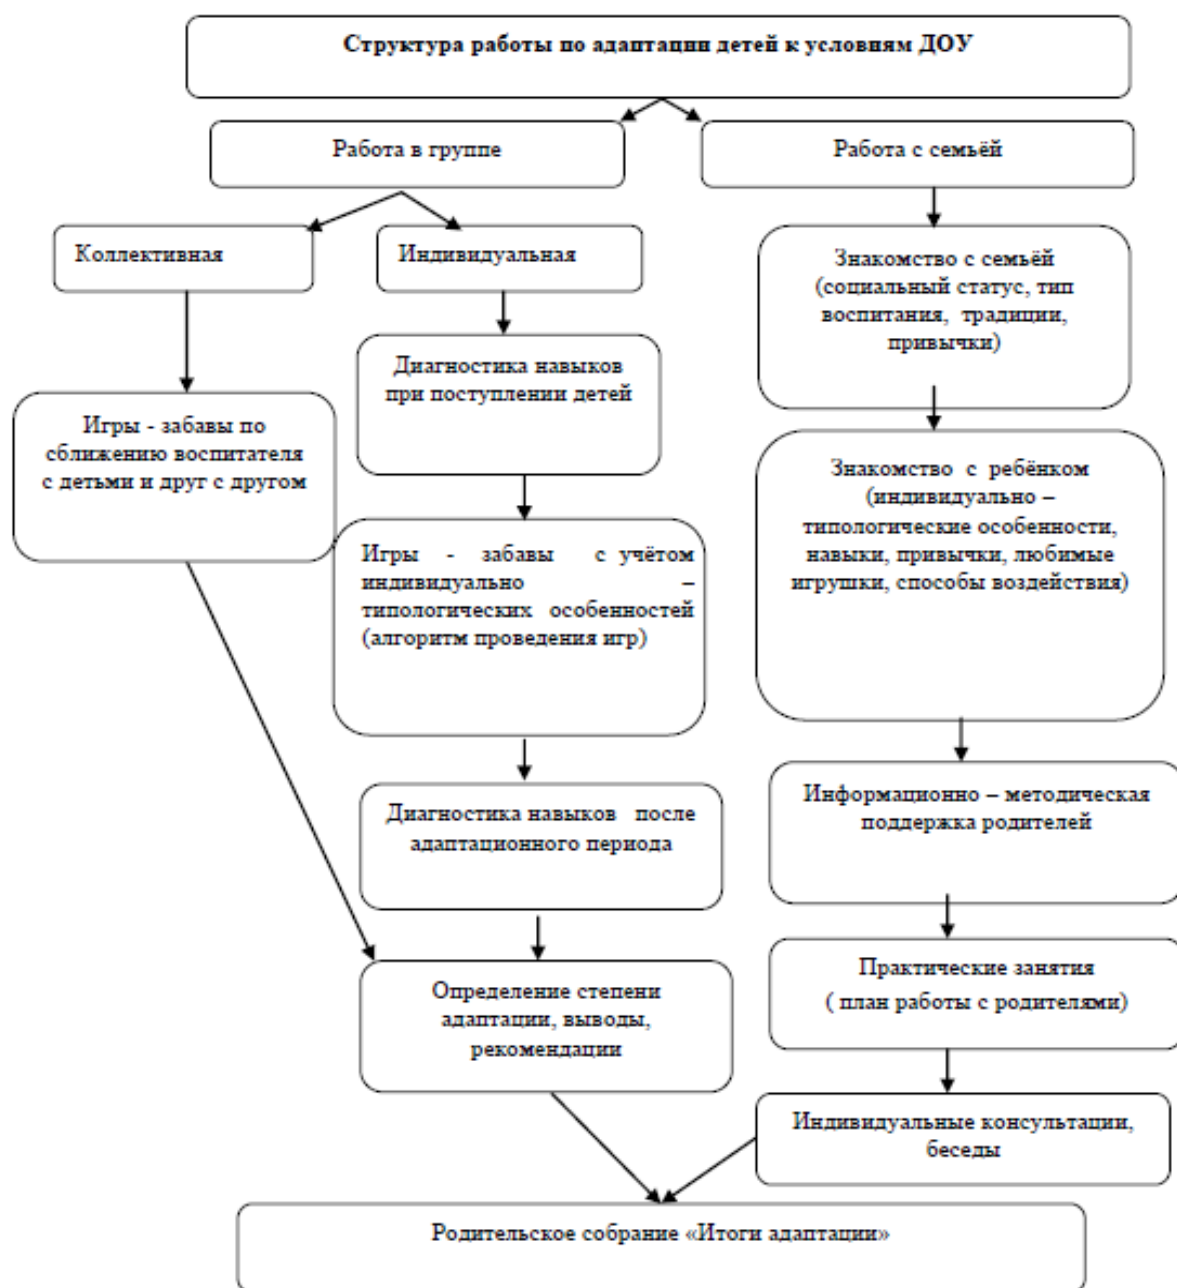 Структура работы по адаптации детей к условиям ДОУ
Работа в группе
Работа с семьёй
Коллективная
Индивидуальная
Знакомство с семьёй
(социальный статус, тип
воспитания, традиции,
привычки)
Диагностика навыков
при поступлении детей
Игры - забавы по
сближению воспитателя
с детьми и друг с другом
Знакомство с ребёнком
(индивидуально –
типологические особенности,
навыки, привычки, любимые
игрушки, способы воздействия)
Игры - забавы с учётом
индивидуально –
типологических особенностей
(алгоритм проведения игр)
Диагностика навыков после
адаптационного периода
Информационно – методическая
поддержка родителей
Определение степени
адаптации, выводы,
рекомендации
Практические занятия
( план работы с родителями)
Индивидуальные консультации,
беседы
Родительское собрание «Итоги адаптации»